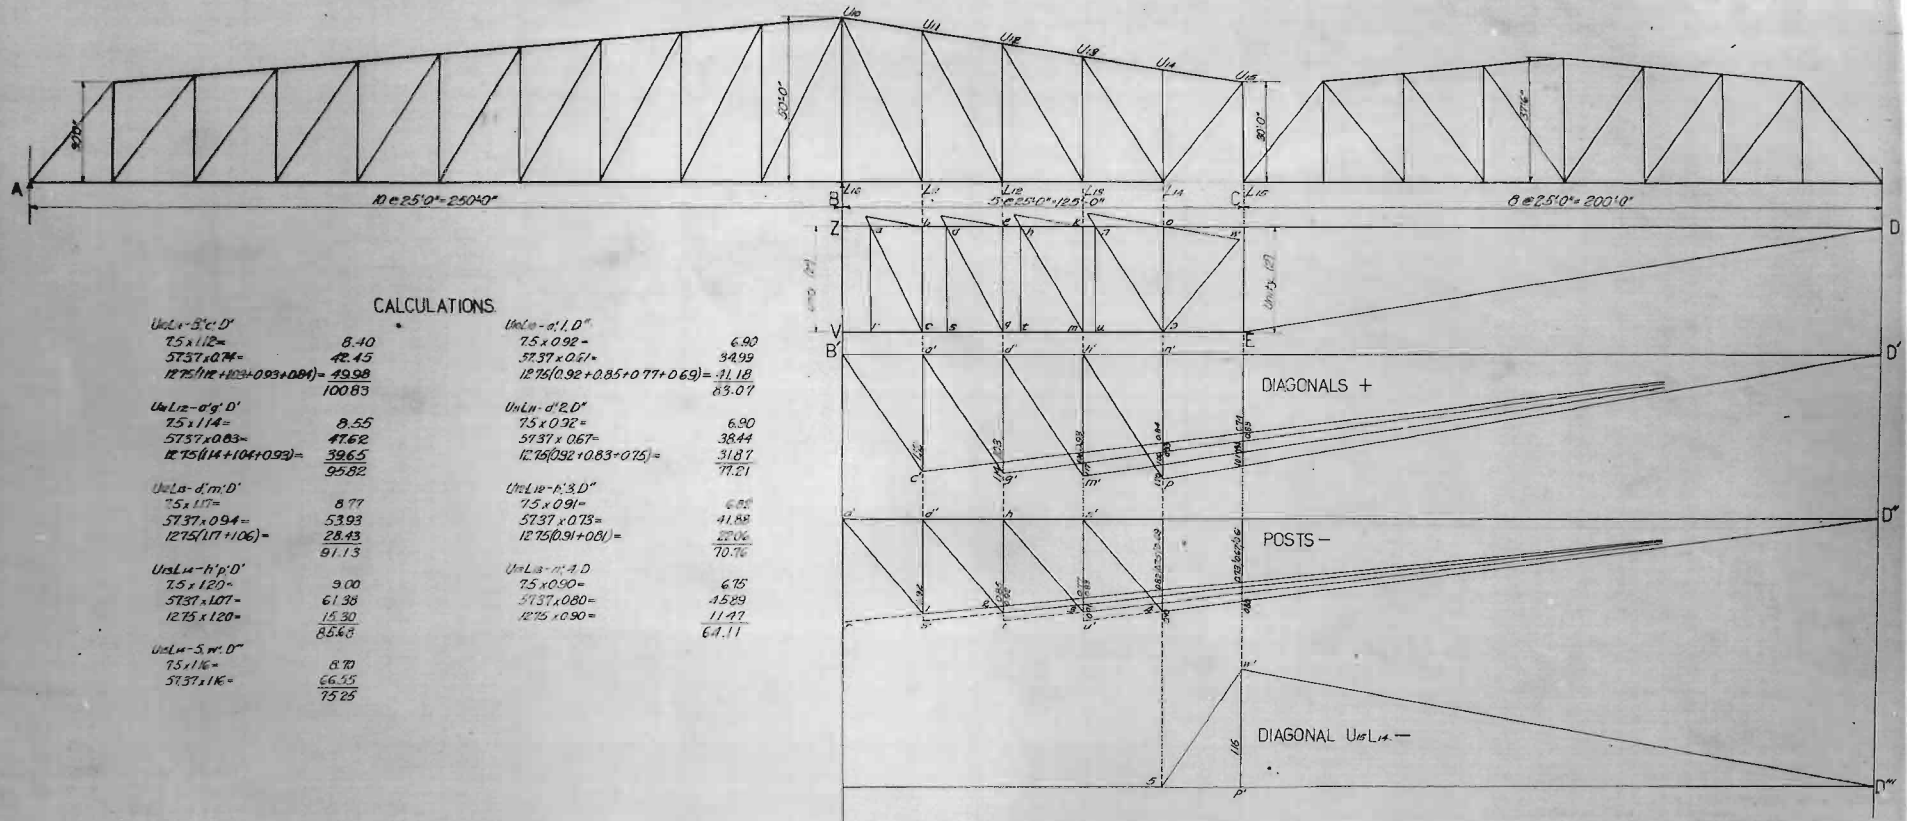 U10 U11 U12 U13 U14 U15
50'-0" 30'0" 37'6"
A B C
L10 L11 L12 L13 L14 L15
10 @ 25'0" = 250'-0" 5 @ 25'0" = 125'-0" 8 @ 25'0" = 200'0"
Z a b d e h k n o n' D
Unity (2)
V r c s g t m u E
B' a' d' h' n' D'
DIAGONALS +
c' g' m' p
d'' h D''
POSTS −
n'
1.16
DIAGONAL U15L14 −
5 p' D'''
CALCULATIONS
7.5 x 1.12 = 8.40
57.37 x 0.74 = 42.45
12.75(1.12+1.03+0.93+0.84) = 49.98
100.83
U11L12-a'g'D'
7.5 x 1.14 = 8.55
57.37 x 0.83 = 47.62
12.75(1.14+1.04+0.93) = 39.65
95.82
U12L13-d'm'D'
7.5 x 1.17 = 8.77
57.37 x 0.94 = 53.93
12.75(1.17+1.06) = 28.43
91.13
U13L14-h'p'D'
7.5 x 1.20 = 9.00
57.37 x 1.07 = 61.38
12.75 x 1.20 = 15.30
85.68
U15L14-5.n'.D'''
7.5 x 1.16 = 8.70
57.37 x 1.16 = 66.55
75.25
U10L10-a'.1.D''
7.5 x 0.92 = 6.90
57.37 x 0.61 = 34.99
12.75(0.92+0.85+0.77+0.69) = 41.18
83.07
U11L11-d''2.D''
7.5 x 0.92 = 6.90
57.37 x 0.67 = 38.44
12.75(0.92+0.83+0.75) = 31.87
77.21
U12L12-h'.3.D''
7.5 x 0.91 =
57.37 x 0.73 = 41.88
12.75(0.91+0.81) =
70.76
7.5 x 0.90 = 6.75
57.37 x 0.80 = 45.89
12.75 x 0.90 = 11.47
64.11